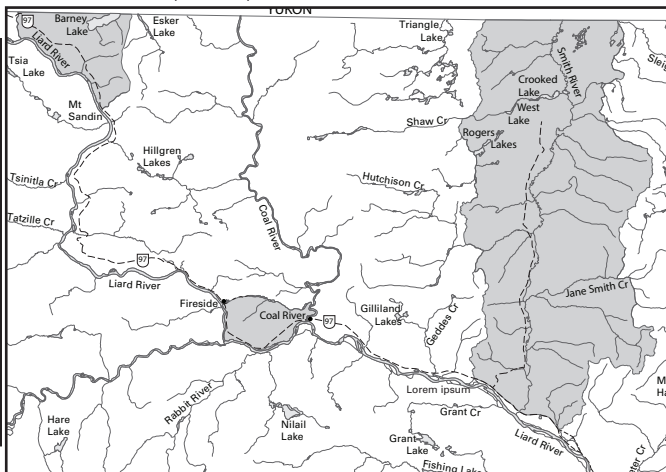 YUKON
97
Barney
Lake
Esker
Lake
Triangle
Lake
Liard River
Tsia
Lake
Smith River
Crooked
Lake
West
Lake
Mt
Sandin
Shaw Cr
Rogers
Lakes
Hillgren
Lakes
Tsinitla Cr
Hutchison Cr
Tatzille Cr
Coal River
97
Liard River
Jane Smith Cr
Fireside
Coal River
97
Gilliland
Lakes
Geddes Cr
Lorem ipsum
Rabbit River
Grant Cr
Hare
Lake
Nilail
Lake
Grant
Lake
Liard River
Fishing Lake